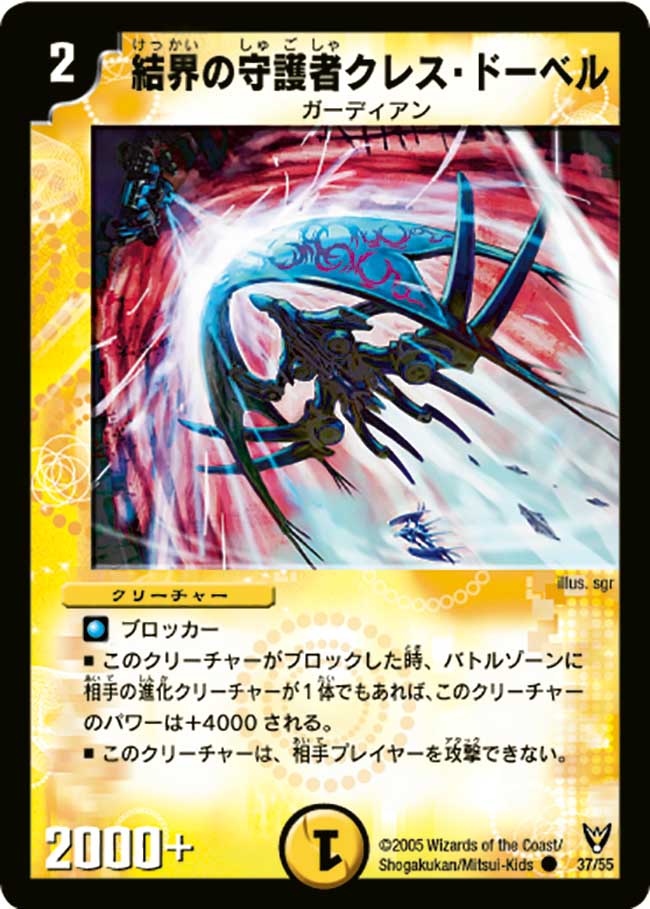 2
けっかい しゅ ご しゃ
結界の守護者クレス・ドーベル
ガーディアン
illus. sgr
クリーチャー
ブロッカー
■ このクリーチャーがブロックした時、バトルゾーンに
相手の進化クリーチャーが1体でもあれば、このクリーチャー
のパワーは+4000 される。
■ このクリーチャーは、相手プレイヤーを攻撃できない。
2000+
1
©2005 Wizards of the Coast/
Shogakukan/Mitsui-Kids ● 37/55